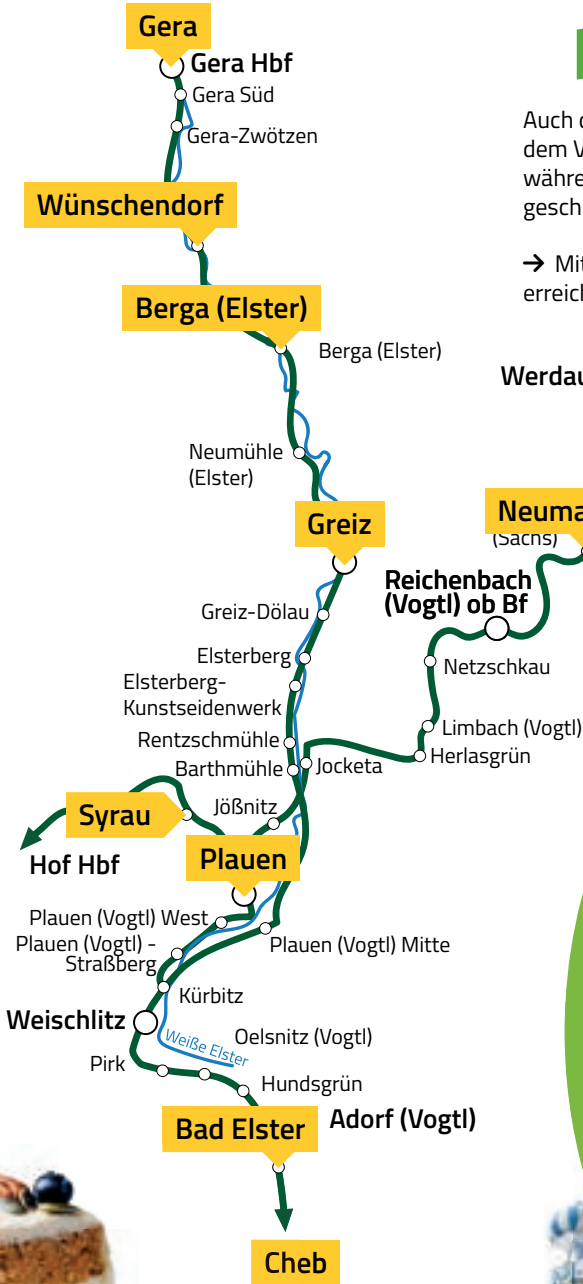 Gera
Gera Hbf
Gera Süd
Gera-Zwötzen
Auch
dem
währe
gesch
Wünschendorf
→ Mit
erreich
Berga (Elster)
Berga (Elster)
Werdau
Neumühle
(Elster)
Greiz
Neuma
(Sachs)
Reichenbach
(Vogtl) ob Bf
Greiz-Dölau
Elsterberg
Netzschkau
Elsterberg-
Kunstseidenwerk
Limbach (Vogtl)
Rentzschmühle
Herlasgrün
Barthmühle
Jocketa
Jößnitz
Syrau
Hof Hbf
Plauen
Plauen (Vogtl) West
Plauen (Vogtl) -
Straßberg
Plauen (Vogtl) Mitte
Kürbitz
Weischlitz
Weiße Elster
Oelsnitz (Vogtl)
Pirk
Hundsgrün
Bad Elster
Adorf (Vogtl)
Cheb